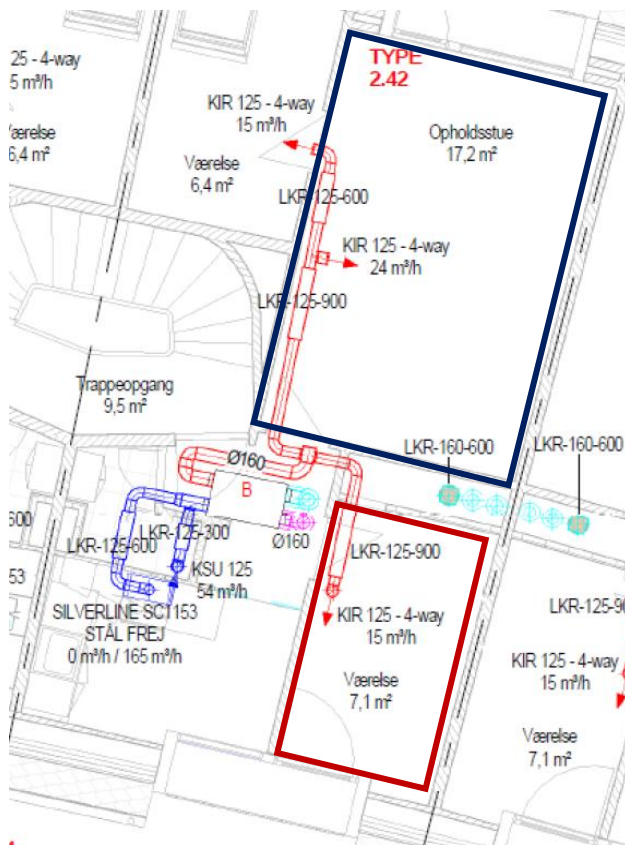 25 - 4-way
5 m³/h
Værelse
6,4 m²
KIR 125 - 4-way
15 m³/h
Værelse
6,4 m²
TYPE
2.42
Opholdsstue
17,2 m²
LKR-125-600
KIR 125 - 4-way
24 m³/h
LKR-125-900
Trappeopgang
9,5 m²
LKR-160-600
LKR-160-600
Ø160
B
Ø160
600
LKR-125-600
LKR-125-300
KSU 125
54 m³/h
53
SILVERLINE SC1153
STÅL FREJ
0 m³/h / 165 m³/h
LKR-125-900
KIR 125 - 4-way
15 m³/h
Værelse
7,1 m²
LKR-125-90
KIR 125 - 4-way
15 m³/h
Værelse
7,1 m²